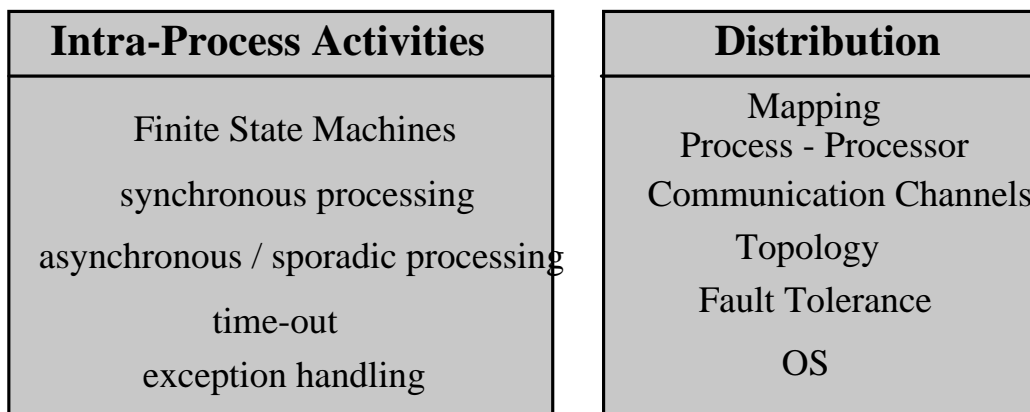 Intra-Process Activities
Finite State Machines
synchronous processing
asynchronous / sporadic processing
time-out
exception handling
Distribution
Mapping
Process - Processor
Communication Channels
Topology
Fault Tolerance
OS